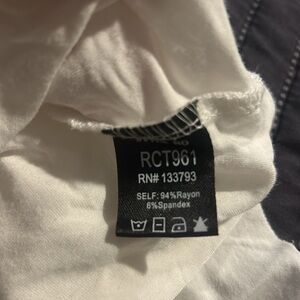 RCT961
RN# 133793
SELF: 94%Rayon
6%Spandex